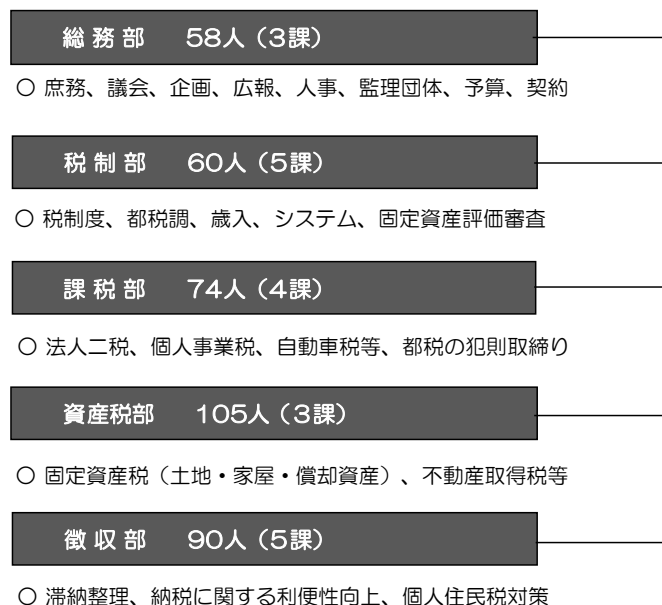 総務部 58人（3課）
〇 庶務、議会、企画、広報、人事、監理団体、予算、契約
税制部 60人（5課）
〇 税制度、都税調、歳入、システム、固定資産評価審査
課税部 74人（4課）
〇 法人二税、個人事業税、自動車税等、都税の犯則取締り
資産税部 105人（3課）
〇 固定資産税（土地・家屋・償却資産）、不動産取得税等
徴収部 90人（5課）
〇 滞納整理、納税に関する利便性向上、個人住民税対策